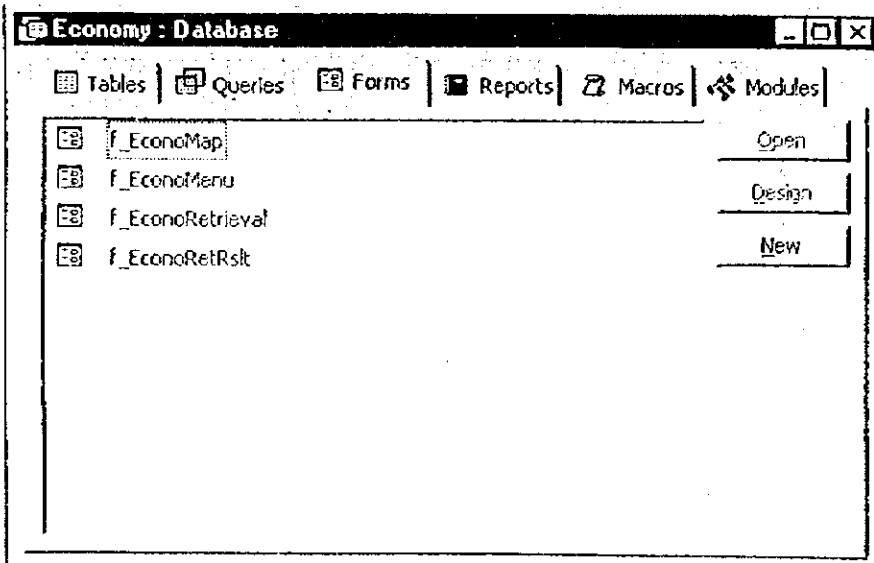 Economy : Database
Tables Queries Forms Reports Macros Modules
f_EconoMap Open
f_EconoMenu Design
f_EconoRetrieval New
f_EconoRetRslt